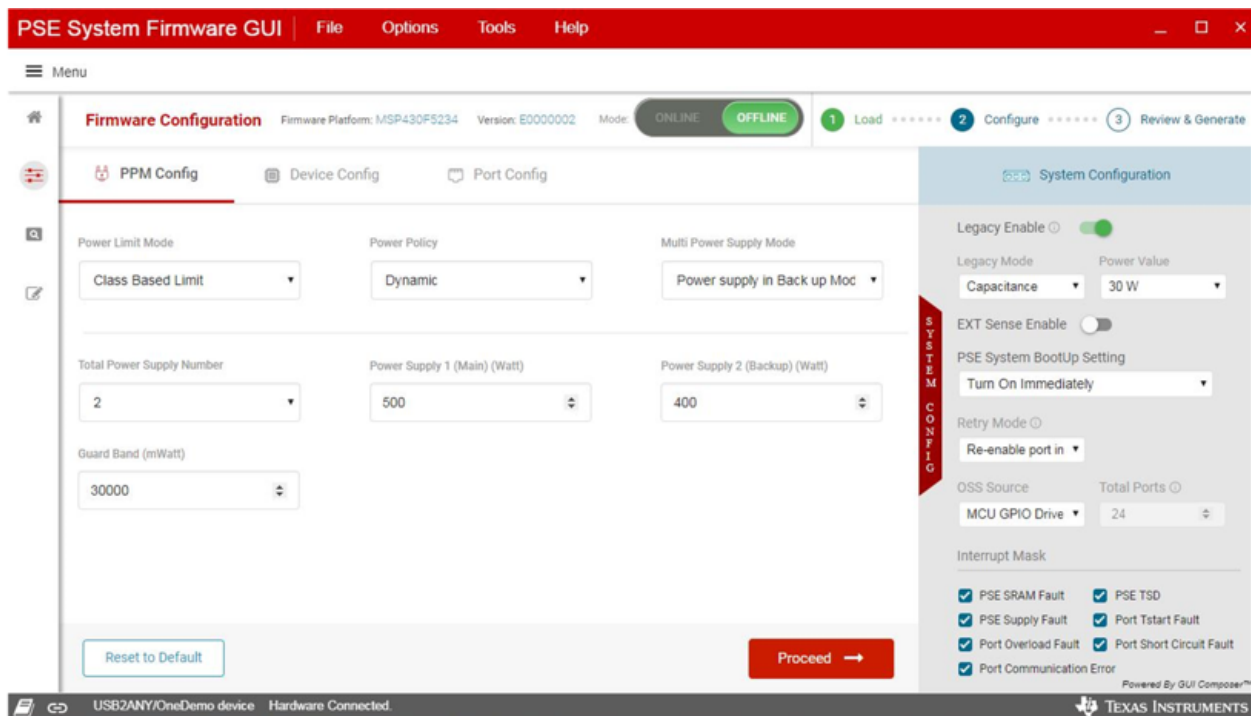 PSE System Firmware GUI File Options Tools Help
Menu
Firmware Configuration Firmware Platform: MSP430F5234 Version: E0000002 Mode: ONLINE OFFLINE 1 Load 2 Configure 3 Review & Generate
PPM Config Device Config Port Config
System Configuration
Power Limit Mode Power Policy Multi Power Supply Mode
Class Based Limit Dynamic Power supply in Back up Moc
Total Power Supply Number Power Supply 1 (Main) (Watt) Power Supply 2 (Backup) (Watt)
2 500 400
Guard Band (mWatt)
30000
Reset to Default Proceed
SYSTEM CONFIG
Legacy Enable
Legacy Mode Power Value
Capacitance 30 W
EXT Sense Enable
PSE System BootUp Setting
Turn On Immediately
Retry Mode
Re-enable port in
OSS Source Total Ports
MCU GPIO Drive 24
Interrupt Mask
PSE SRAM Fault PSE TSD
PSE Supply Fault Port Tstart Fault
Port Overload Fault Port Short Circuit Fault
Port Communication Error
Powered By GUI Composer™
USB2ANY/OneDemo device Hardware Connected. TEXAS INSTRUMENTS